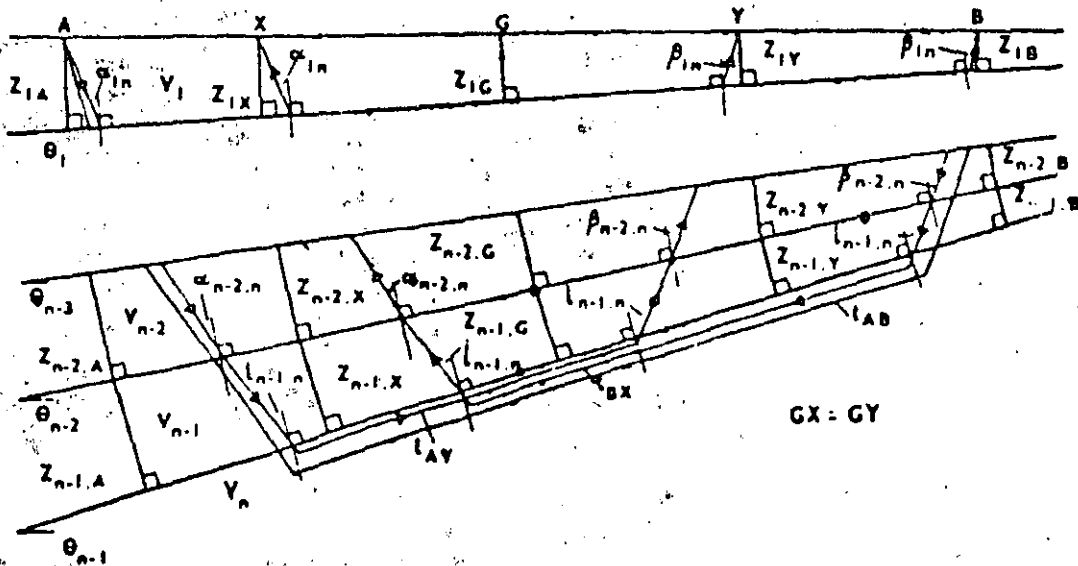 A X G Y B
Z1A α1n V1 Z1X α1n Z1G β1n Z1Y β1n Z1B
θ1
Zn-2,B
βn-2,n
Zn-2,Y
Zn-2,G
βn-2,n
αn-2,n
Zn-2,X
αn-2,n
ln-1,n
Zn-1,Y
θn-3
Vn-2
ln-1,n
lAB
Zn-1,G
Zn-2,A
ln-1,n
Zn-1,X
ln-1,n
θn-2
Vn-1
BX
GX = GY
Zn-1,A
lAY
Vn
θn-1